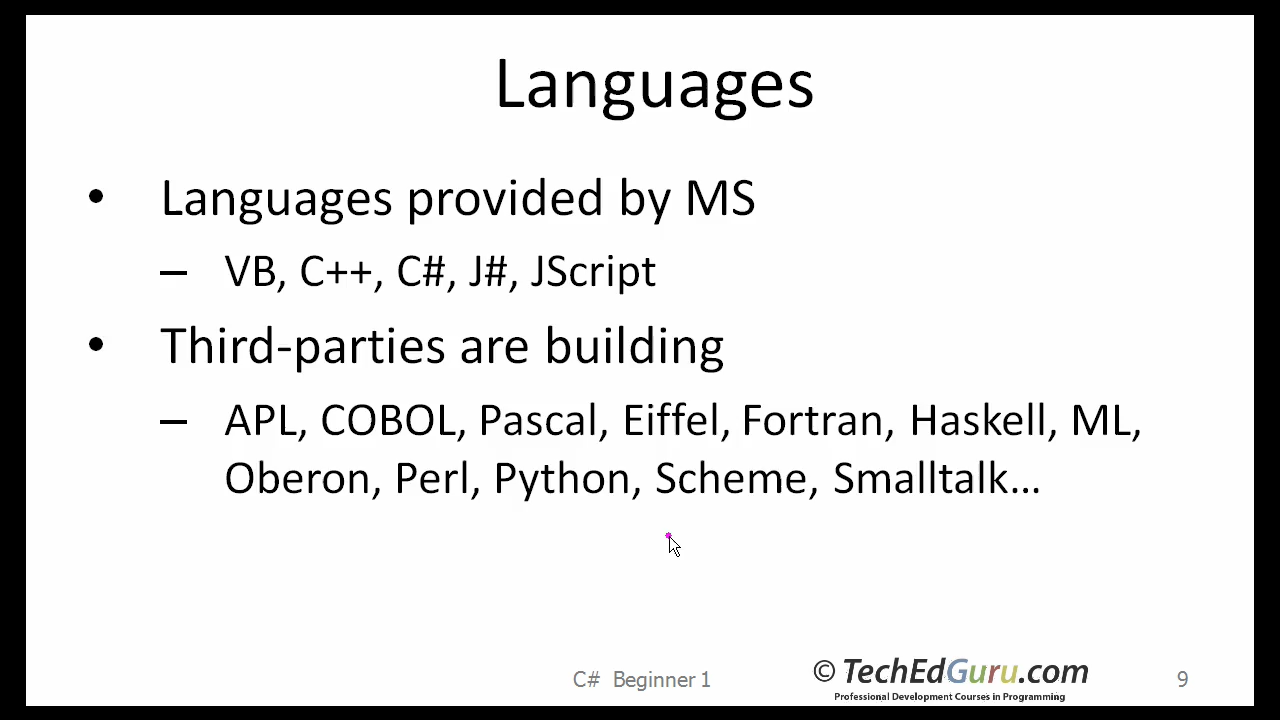 Languages
• Languages provided by MS
– VB, C++, C#, J#, JScript
• Third-parties are building
– APL, COBOL, Pascal, Eiffel, Fortran, Haskell, ML,
Oberon, Perl, Python, Scheme, Smalltalk…
C# Beginner 1
© TechEdGuru.com
Professional Development Courses in Programming
9